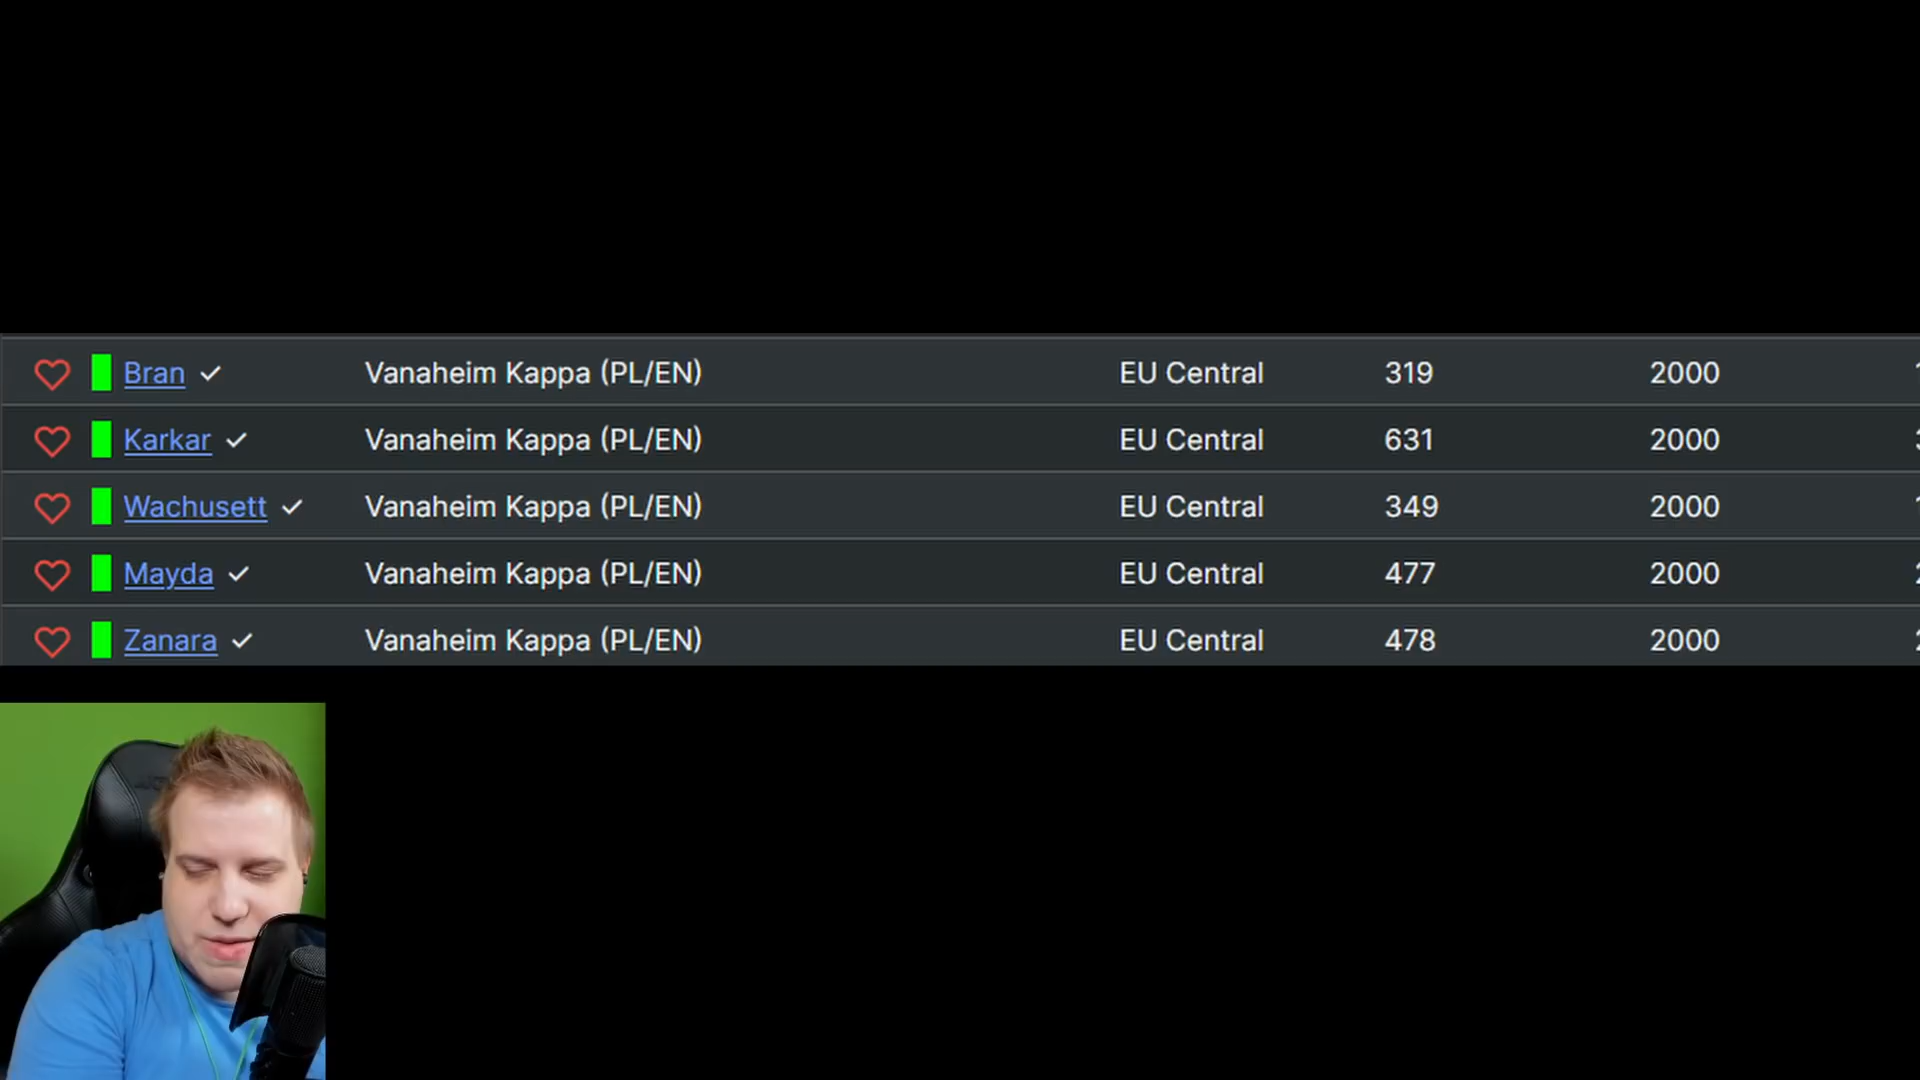 Bran ✓ Vanaheim Kappa (PL/EN) EU Central 319 2000
Karkar ✓ Vanaheim Kappa (PL/EN) EU Central 631 2000
Wachusett ✓ Vanaheim Kappa (PL/EN) EU Central 349 2000
Mayda ✓ Vanaheim Kappa (PL/EN) EU Central 477 2000
Zanara ✓ Vanaheim Kappa (PL/EN) EU Central 478 2000